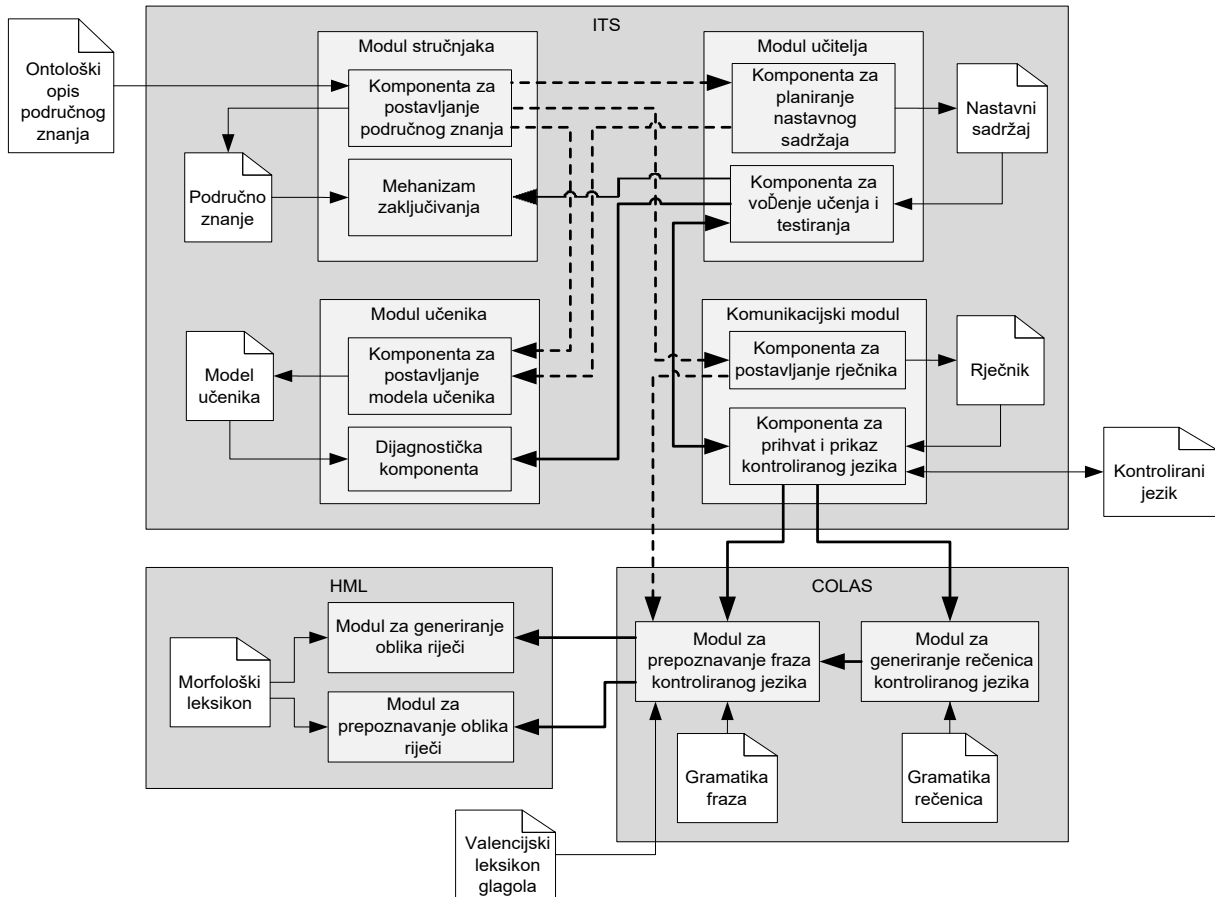 ITS
Ontološki
opis
područnog
znanja
Modul stručnjaka
Komponenta za
postavljanje
područnog znanja
Mehanizam
zaključivanja
Područno
znanje
Modul učitelja
Komponenta za
planiranje
nastavnog
sadržaja
Komponenta za
voĎenje učenja i
testiranja
Nastavni
sadržaj
Modul učenika
Komponenta za
postavljanje
modela učenika
Dijagnostička
komponenta
Model
učenika
Komunikacijski modul
Komponenta za
postavljanje rječnika
Komponenta za
prihvat i prikaz
kontroliranog jezika
Rječnik
Kontrolirani
jezik
HML
Modul za generiranje
oblika riječi
Morfološki
leksikon
Modul za
prepoznavanje oblika
riječi
COLAS
Modul za
prepoznavanje fraza
kontroliranog jezika
Modul za
generiranje rečenica
kontroliranog jezika
Gramatika
fraza
Gramatika
rečenica
Valencijski
leksikon
glagola